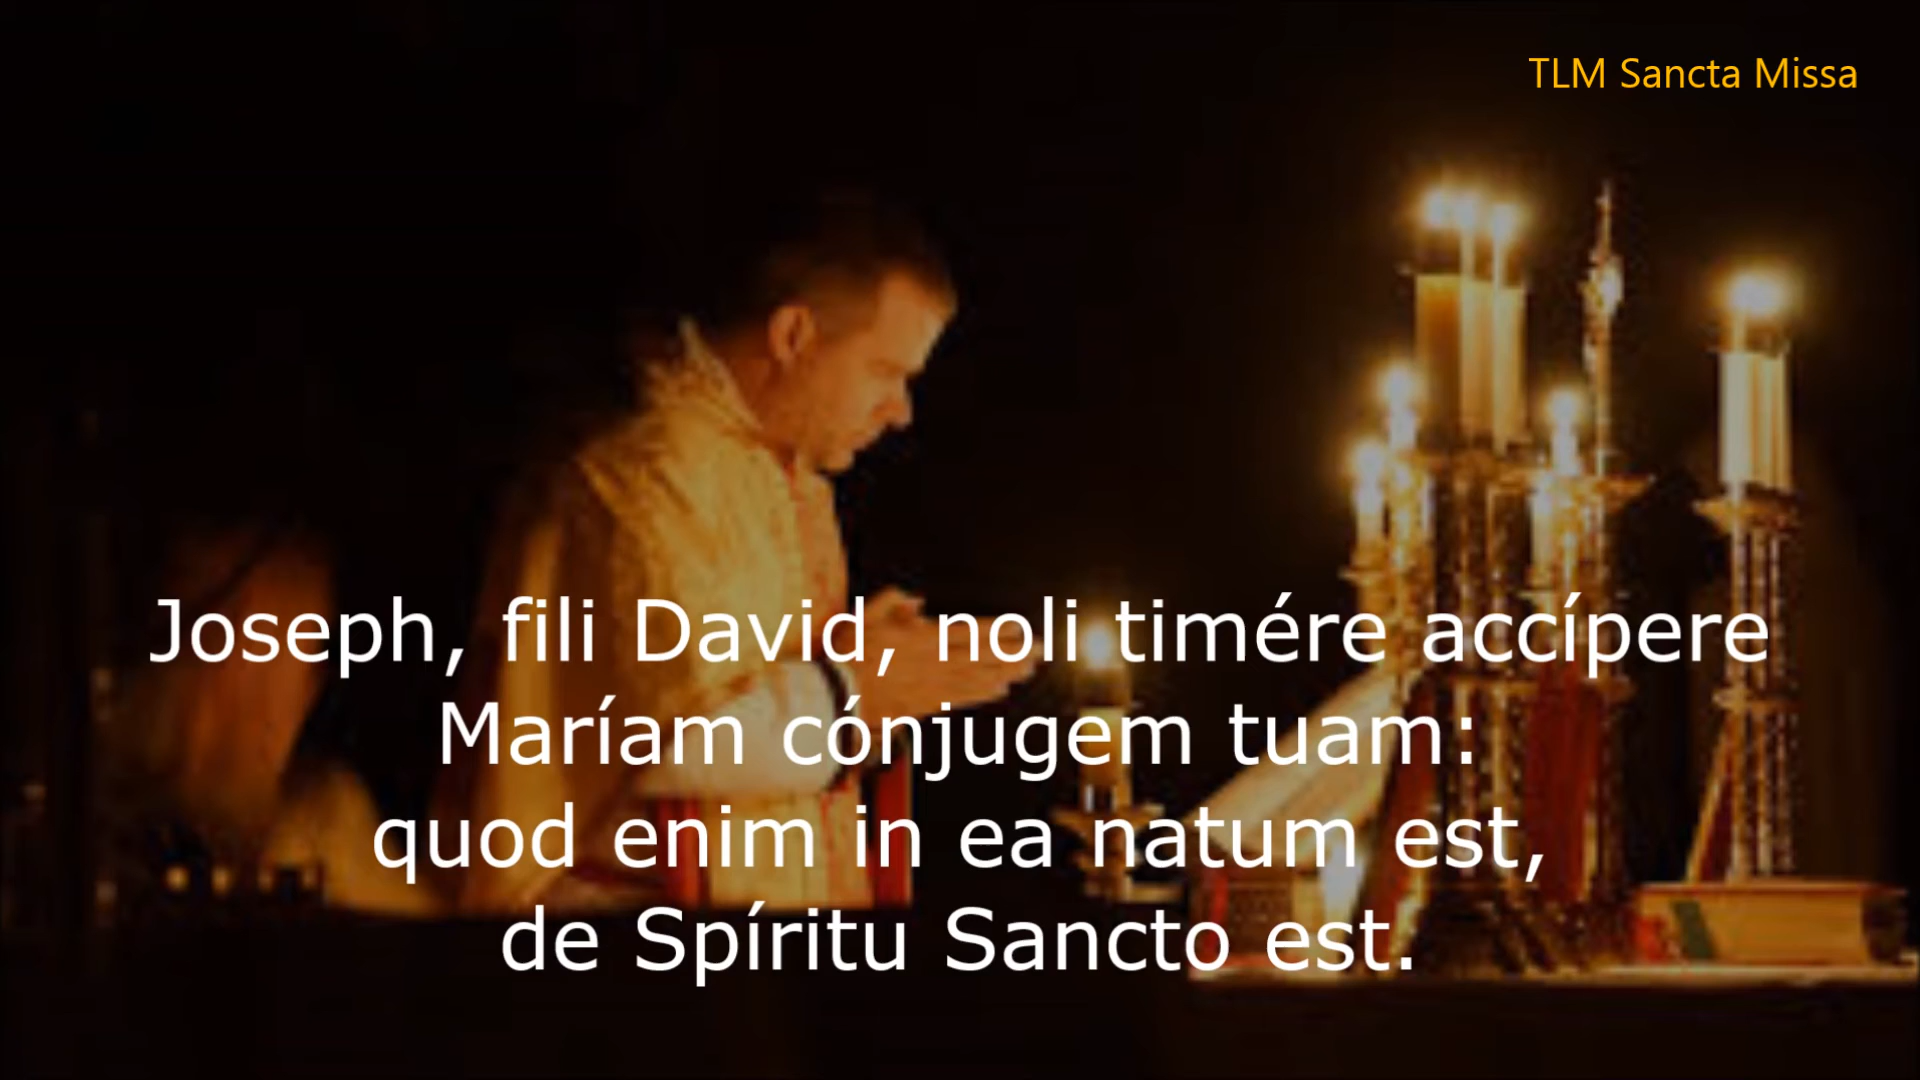 TLM Sancta Missa
Joseph, fili David, noli timére accípere
Maríam cónjugem tuam:
quod enim in ea natum est,
de Spíritu Sancto est.